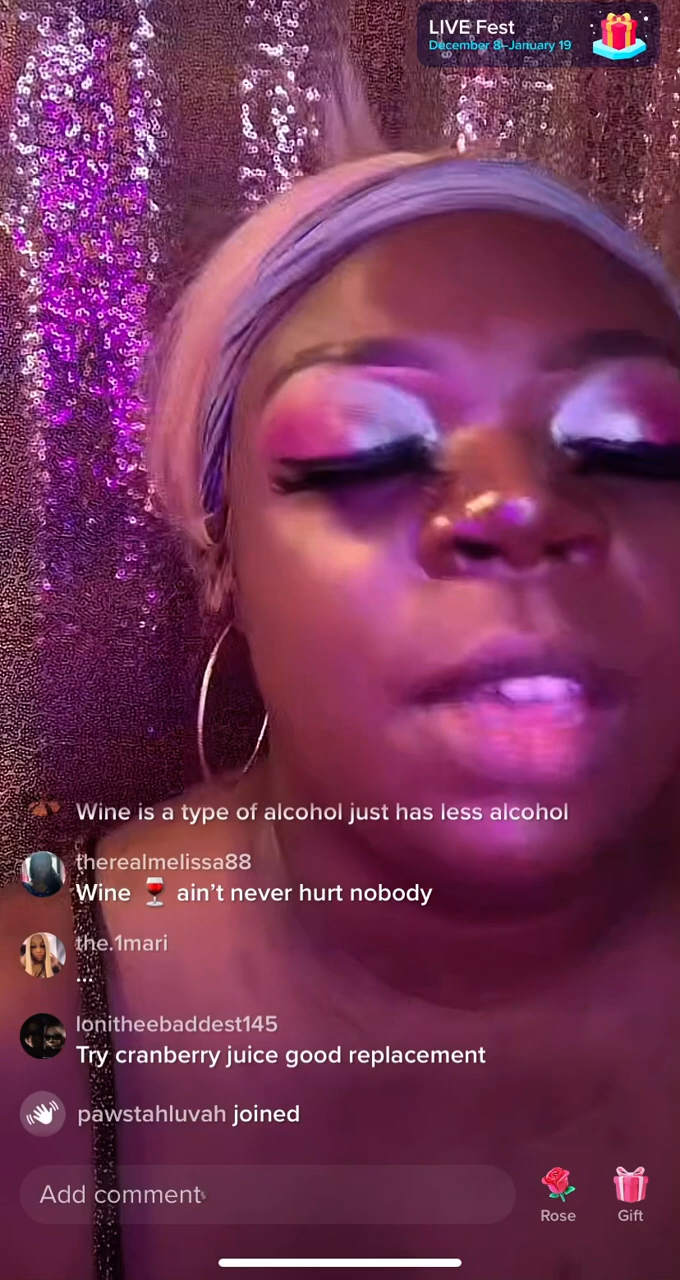 LIVE Fest
December 8–January 19
Wine is a type of alcohol just has less alcohol
therealmelissa88
Wine 🍷 ain't never hurt nobody
the.1mari
...
lonitheebaddest145
Try cranberry juice good replacement
pawstahluvah joined
Add comment
Rose
Gift